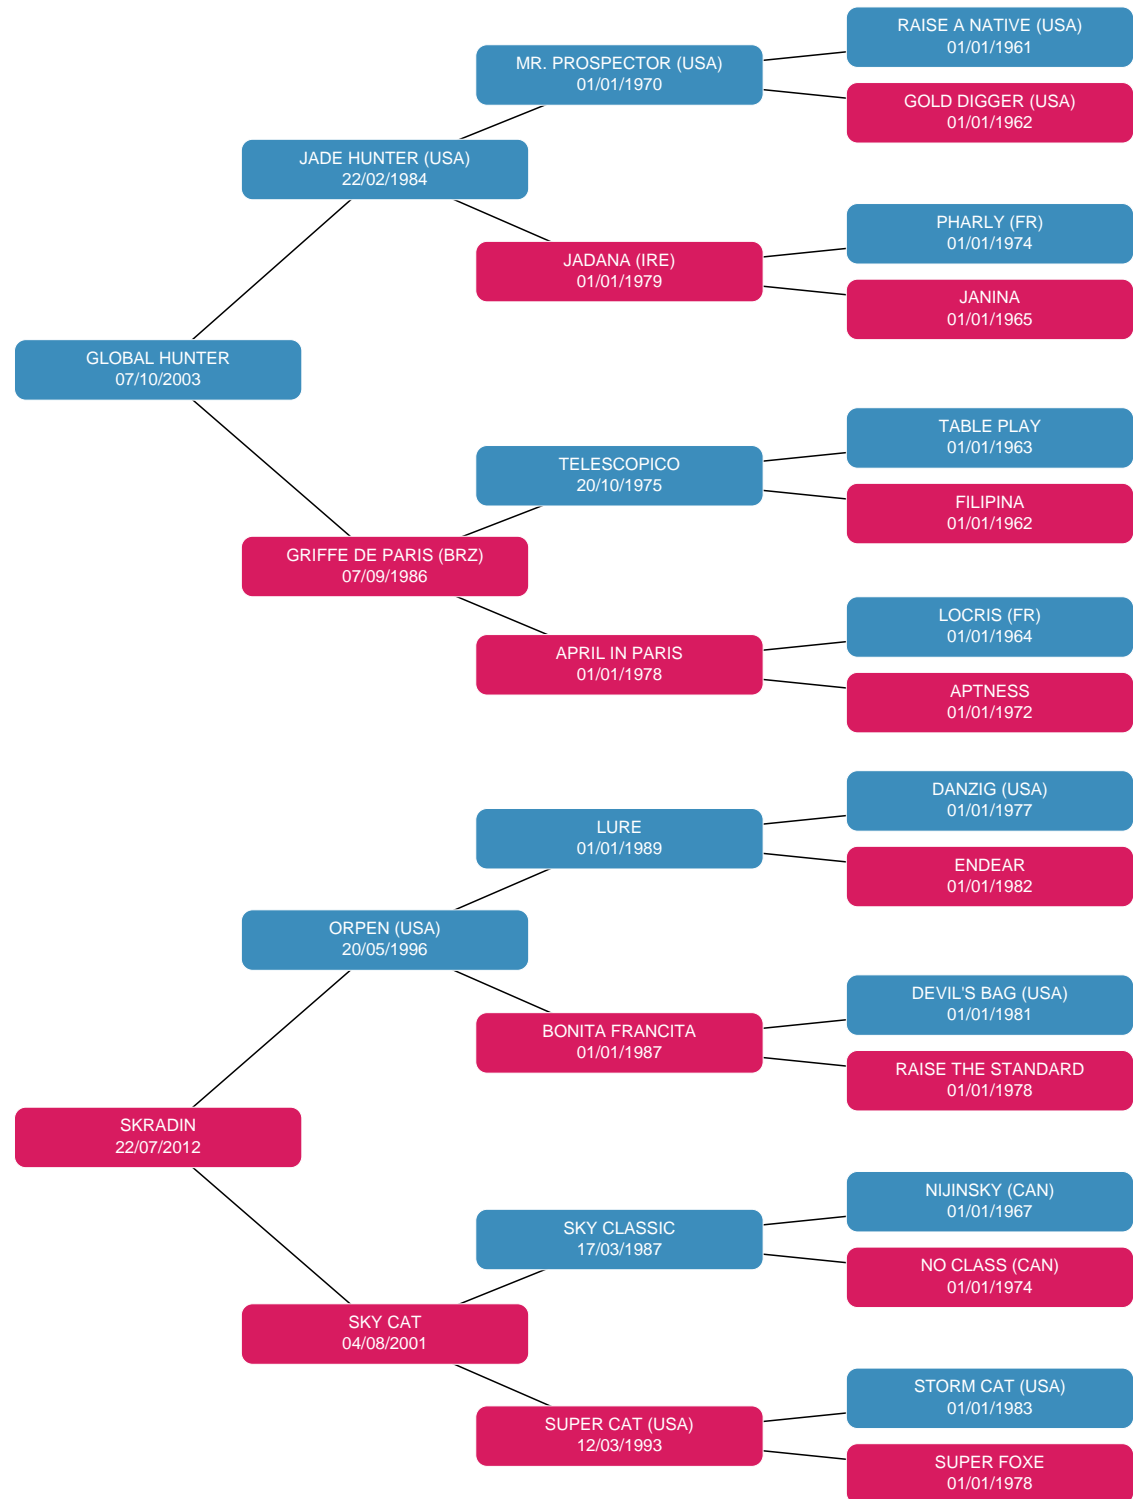 RAISE A NATIVE (USA)
01/01/1961
MR. PROSPECTOR (USA)
01/01/1970
GOLD DIGGER (USA)
01/01/1962
JADE HUNTER (USA)
22/02/1984
PHARLY (FR)
01/01/1974
JADANA (IRE)
01/01/1979
JANINA
01/01/1965
GLOBAL HUNTER
07/10/2003
TABLE PLAY
01/01/1963
TELESCOPICO
20/10/1975
FILIPINA
01/01/1962
GRIFFE DE PARIS (BRZ)
07/09/1986
LOCRIS (FR)
01/01/1964
APRIL IN PARIS
01/01/1978
APTNESS
01/01/1972
DANZIG (USA)
01/01/1977
LURE
01/01/1989
ENDEAR
01/01/1982
ORPEN (USA)
20/05/1996
DEVIL'S BAG (USA)
01/01/1981
BONITA FRANCITA
01/01/1987
RAISE THE STANDARD
01/01/1978
SKRADIN
22/07/2012
NIJINSKY (CAN)
01/01/1967
SKY CLASSIC
17/03/1987
NO CLASS (CAN)
01/01/1974
SKY CAT
04/08/2001
STORM CAT (USA)
01/01/1983
SUPER CAT (USA)
12/03/1993
SUPER FOXE
01/01/1978